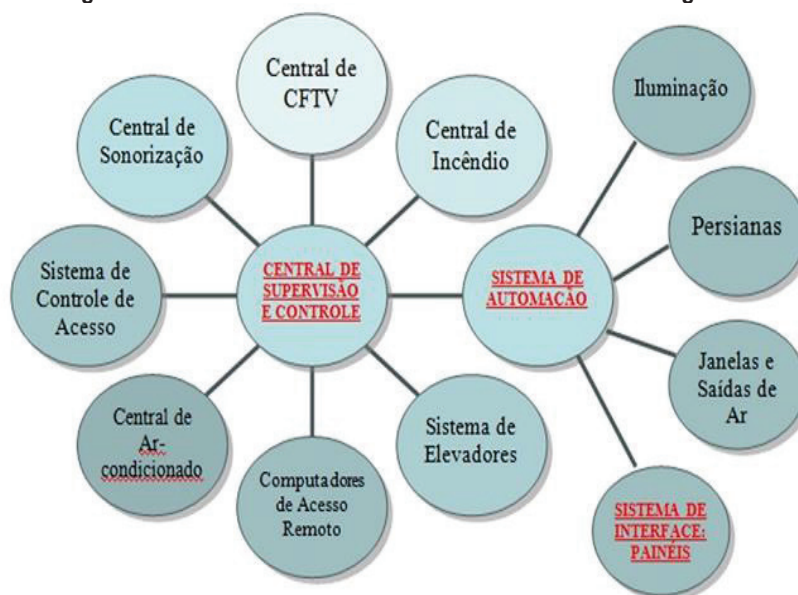 Central de
CFTV
Iluminação
Central de
Sonorização
Central de
Incêndio
Persianas
Sistema de
Controle de
Acesso
CENTRAL DE
SUPERVISÃO
E CONTROLE
SISTEMA DE
AUTOMACÃO
Janelas e
Saídas de
Ar
Central de
Ar-
condicionado
Computadores
de Acesso
Remoto
Sistema de
Elevadores
SISTEMA DE
INTERFACE:
PAINÉIS